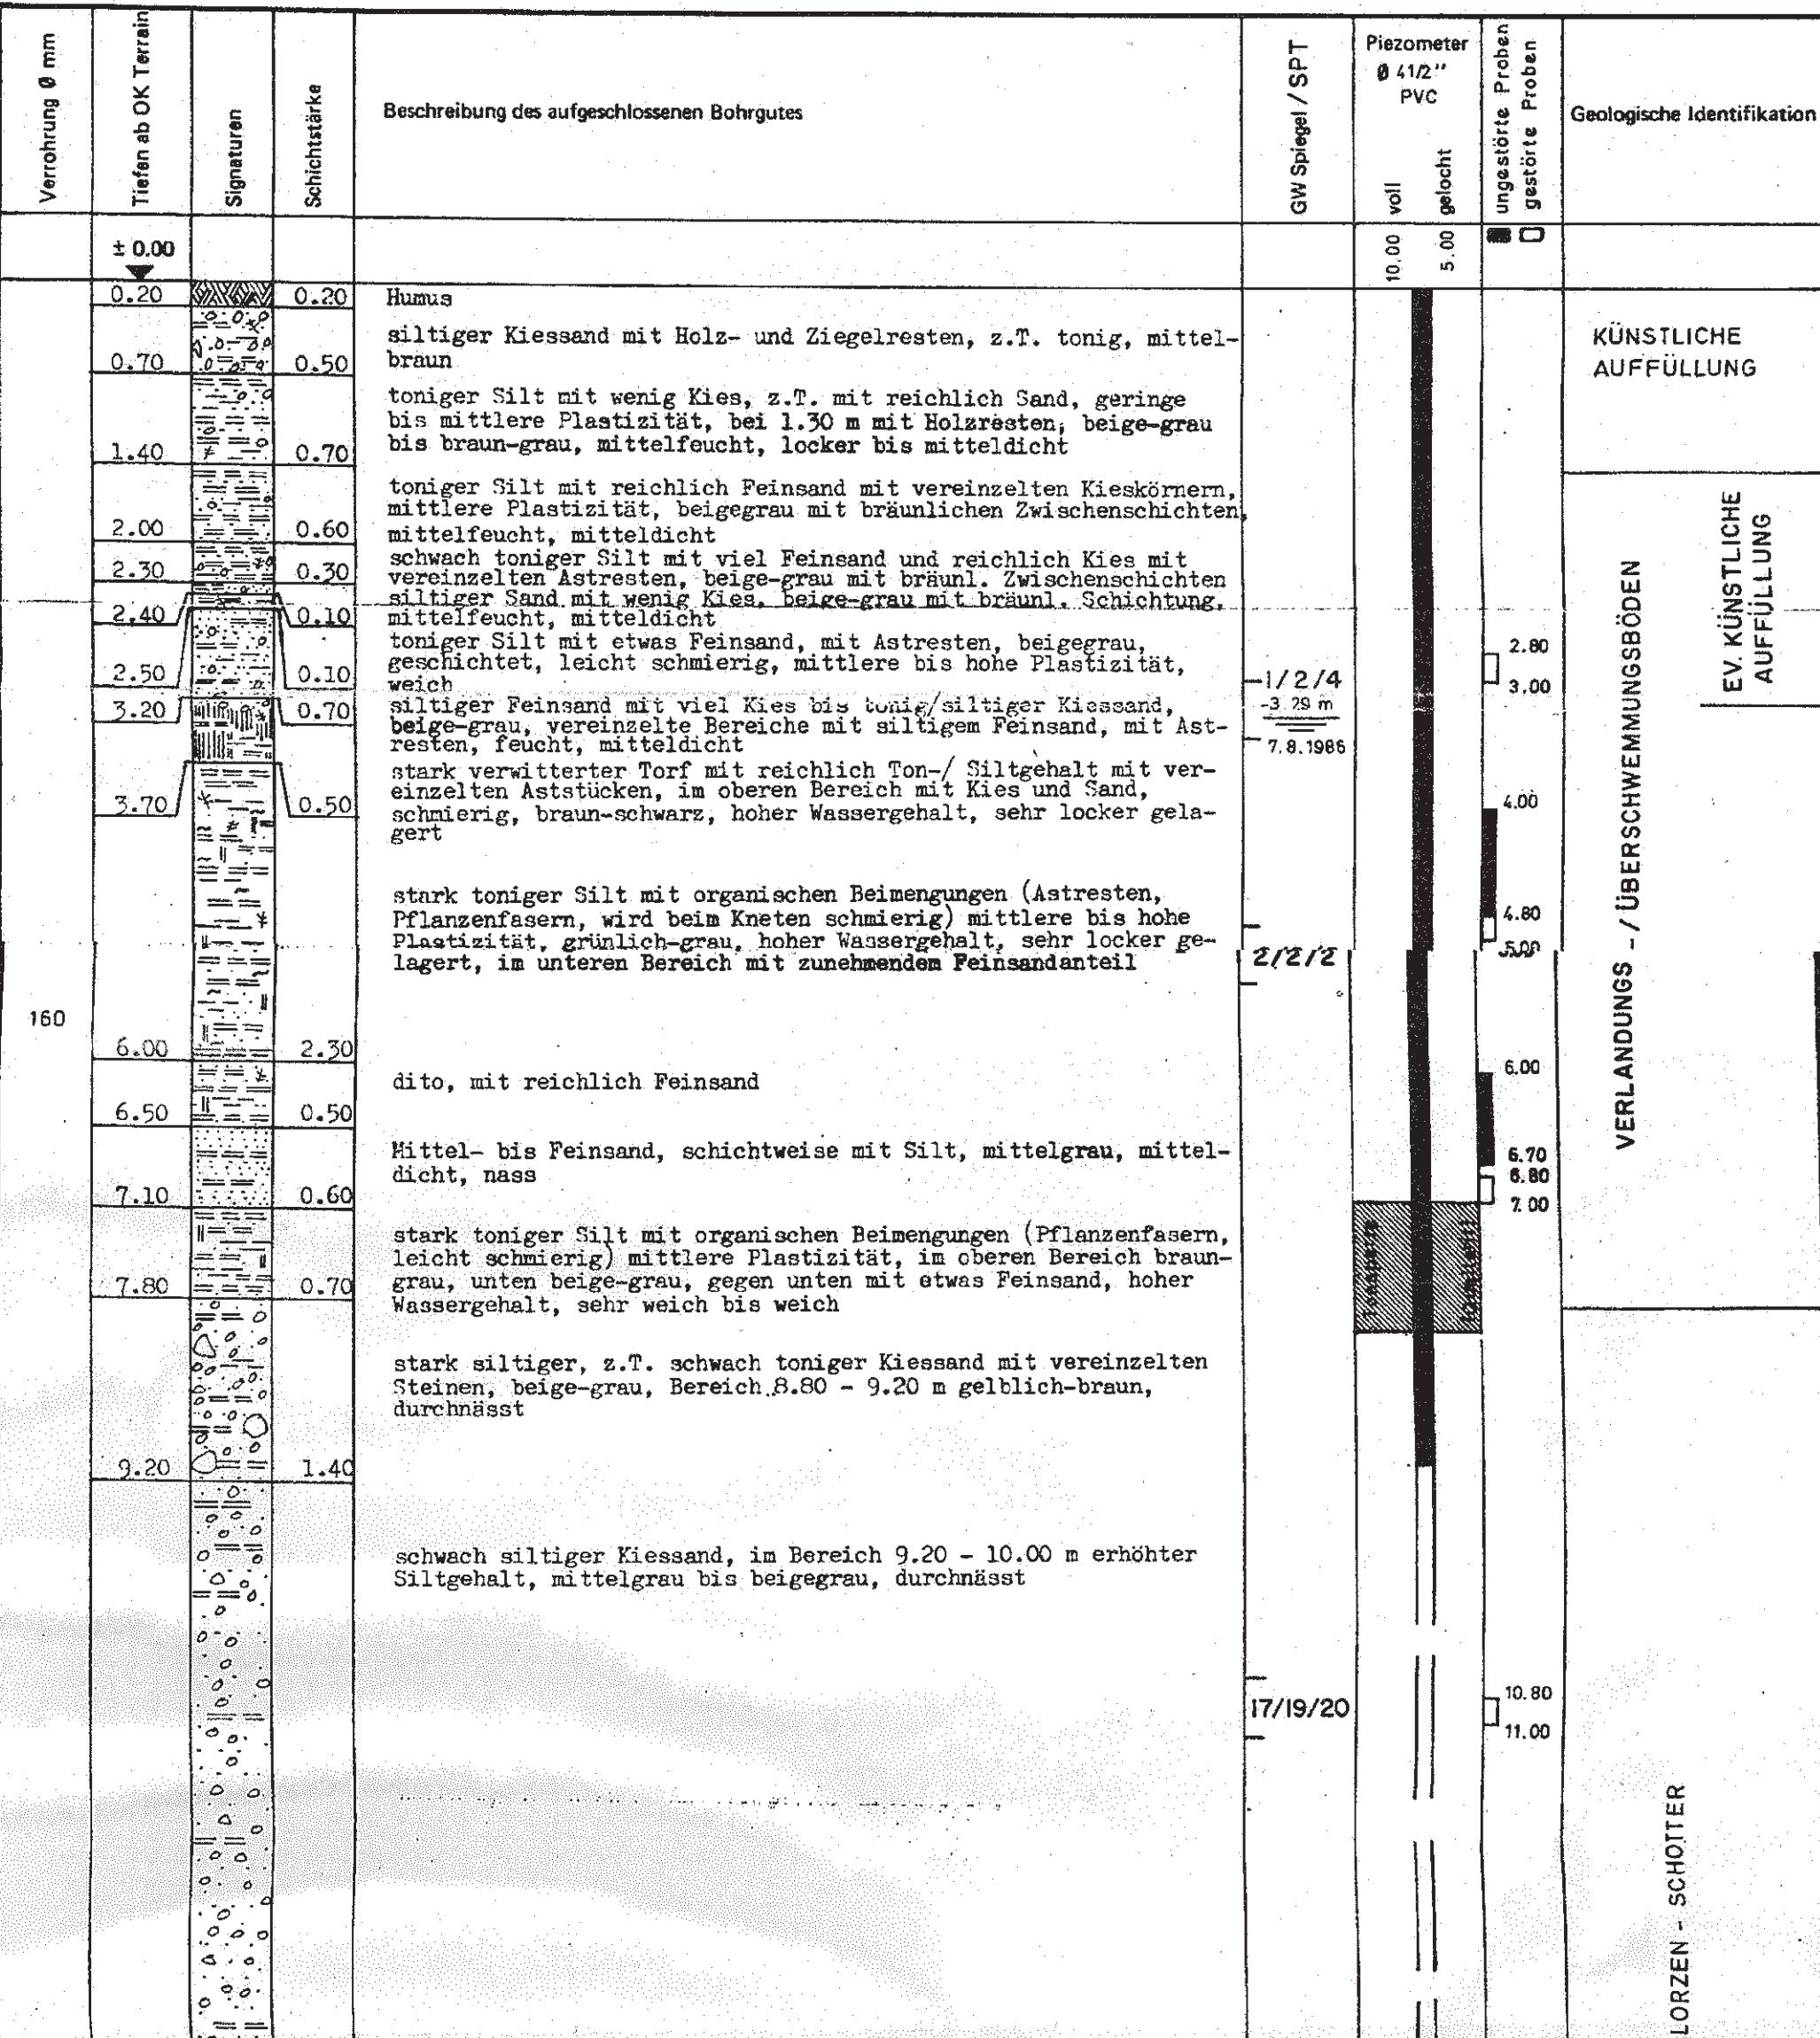 Verrohrung Ø mm
Tiefen ab OK Terrain
Signaturen
Schichtstärke
Beschreibung des aufgeschlossenen Bohrgutes
GW Spiegel / SPT
Piezometer
Ø 41/2"
PVC
voll
gelocht
ungestörte Proben
gestörte Proben
Geologische Identifikation
± 0.00
10.00
5.00
0.20 0.20 Humus
siltiger Kiessand mit Holz- und Ziegelresten, z.T. tonig, mittel-
0.70 0.50 braun
KÜNSTLICHE
AUFFÜLLUNG
toniger Silt mit wenig Kies, z.T. mit reichlich Sand, geringe
bis mittlere Plastizität, bei 1.30 m mit Holzresten, beige-grau
1.40 0.70 bis braun-grau, mittelfeucht, locker bis mitteldicht
toniger Silt mit reichlich Feinsand mit vereinzelten Kieskörnern,
mittlere Plastizität, beigegrau mit bräunlichen Zwischenschichten,
2.00 0.60 mittelfeucht, mitteldicht
schwach toniger Silt mit viel Feinsand und reichlich Kies mit
2.30 0.30 vereinzelten Astresten, beige-grau mit bräunl. Zwischenschichten
siltiger Sand mit wenig Kies, beige-grau mit bräunl. Schichtung,
2.40 0.10 mittelfeucht, mitteldicht
toniger Silt mit etwas Feinsand, mit Astresten, beigegrau,
geschichtet, leicht schmierig, mittlere bis hohe Plastizität,
2.50 0.10 weich
siltiger Feinsand mit viel Kies bis tonig/siltiger Kiessand,
3.20 0.70 beige-grau, vereinzelte Bereiche mit siltigem Feinsand, mit Ast-
resten, feucht, mitteldicht
1/2/4
-3.29 m
7.8.1986
2.80
3.00
EV. KÜNSTLICHE
AUFFÜLLUNG
stark verwitterter Torf mit reichlich Ton-/ Siltgehalt mit ver-
einzelten Aststücken, im oberen Bereich mit Kies und Sand,
3.70 0.50 schmierig, braun-schwarz, hoher Wassergehalt, sehr locker gela-
gert
4.00
stark toniger Silt mit organischen Beimengungen (Astresten,
Pflanzenfasern, wird beim Kneten schmierig) mittlere bis hohe
Plastizität, grünlich-grau, hoher Wassergehalt, sehr locker ge-
lagert, im unteren Bereich mit zunehmendem Feinsandanteil
2/2/2
4.80
5.00
VERLANDUNGS - / ÜBERSCHWEMMUNGSBÖDEN
160
6.00 2.30
dito, mit reichlich Feinsand
6.00
6.50 0.50
Mittel- bis Feinsand, schichtweise mit Silt, mittelgrau, mittel-
dicht, nass
6.70
6.80
7.00
7.10 0.60
stark toniger Silt mit organischen Beimengungen (Pflanzenfasern,
leicht schmierig) mittlere Plastizität, im oberen Bereich braun-
7.80 0.70 grau, unten beige-grau, gegen unten mit etwas Feinsand, hoher
Wassergehalt, sehr weich bis weich
Tonsperre
stark siltiger, z.T. schwach toniger Kiessand mit vereinzelten
Steinen, beige-grau, Bereich 8.80 - 9.20 m gelblich-braun,
durchnässt
9.20 1.40
schwach siltiger Kiessand, im Bereich 9.20 - 10.00 m erhöhter
Siltgehalt, mittelgrau bis beigegrau, durchnässt
17/19/20
10.80
11.00
LORZEN - SCHOTTER